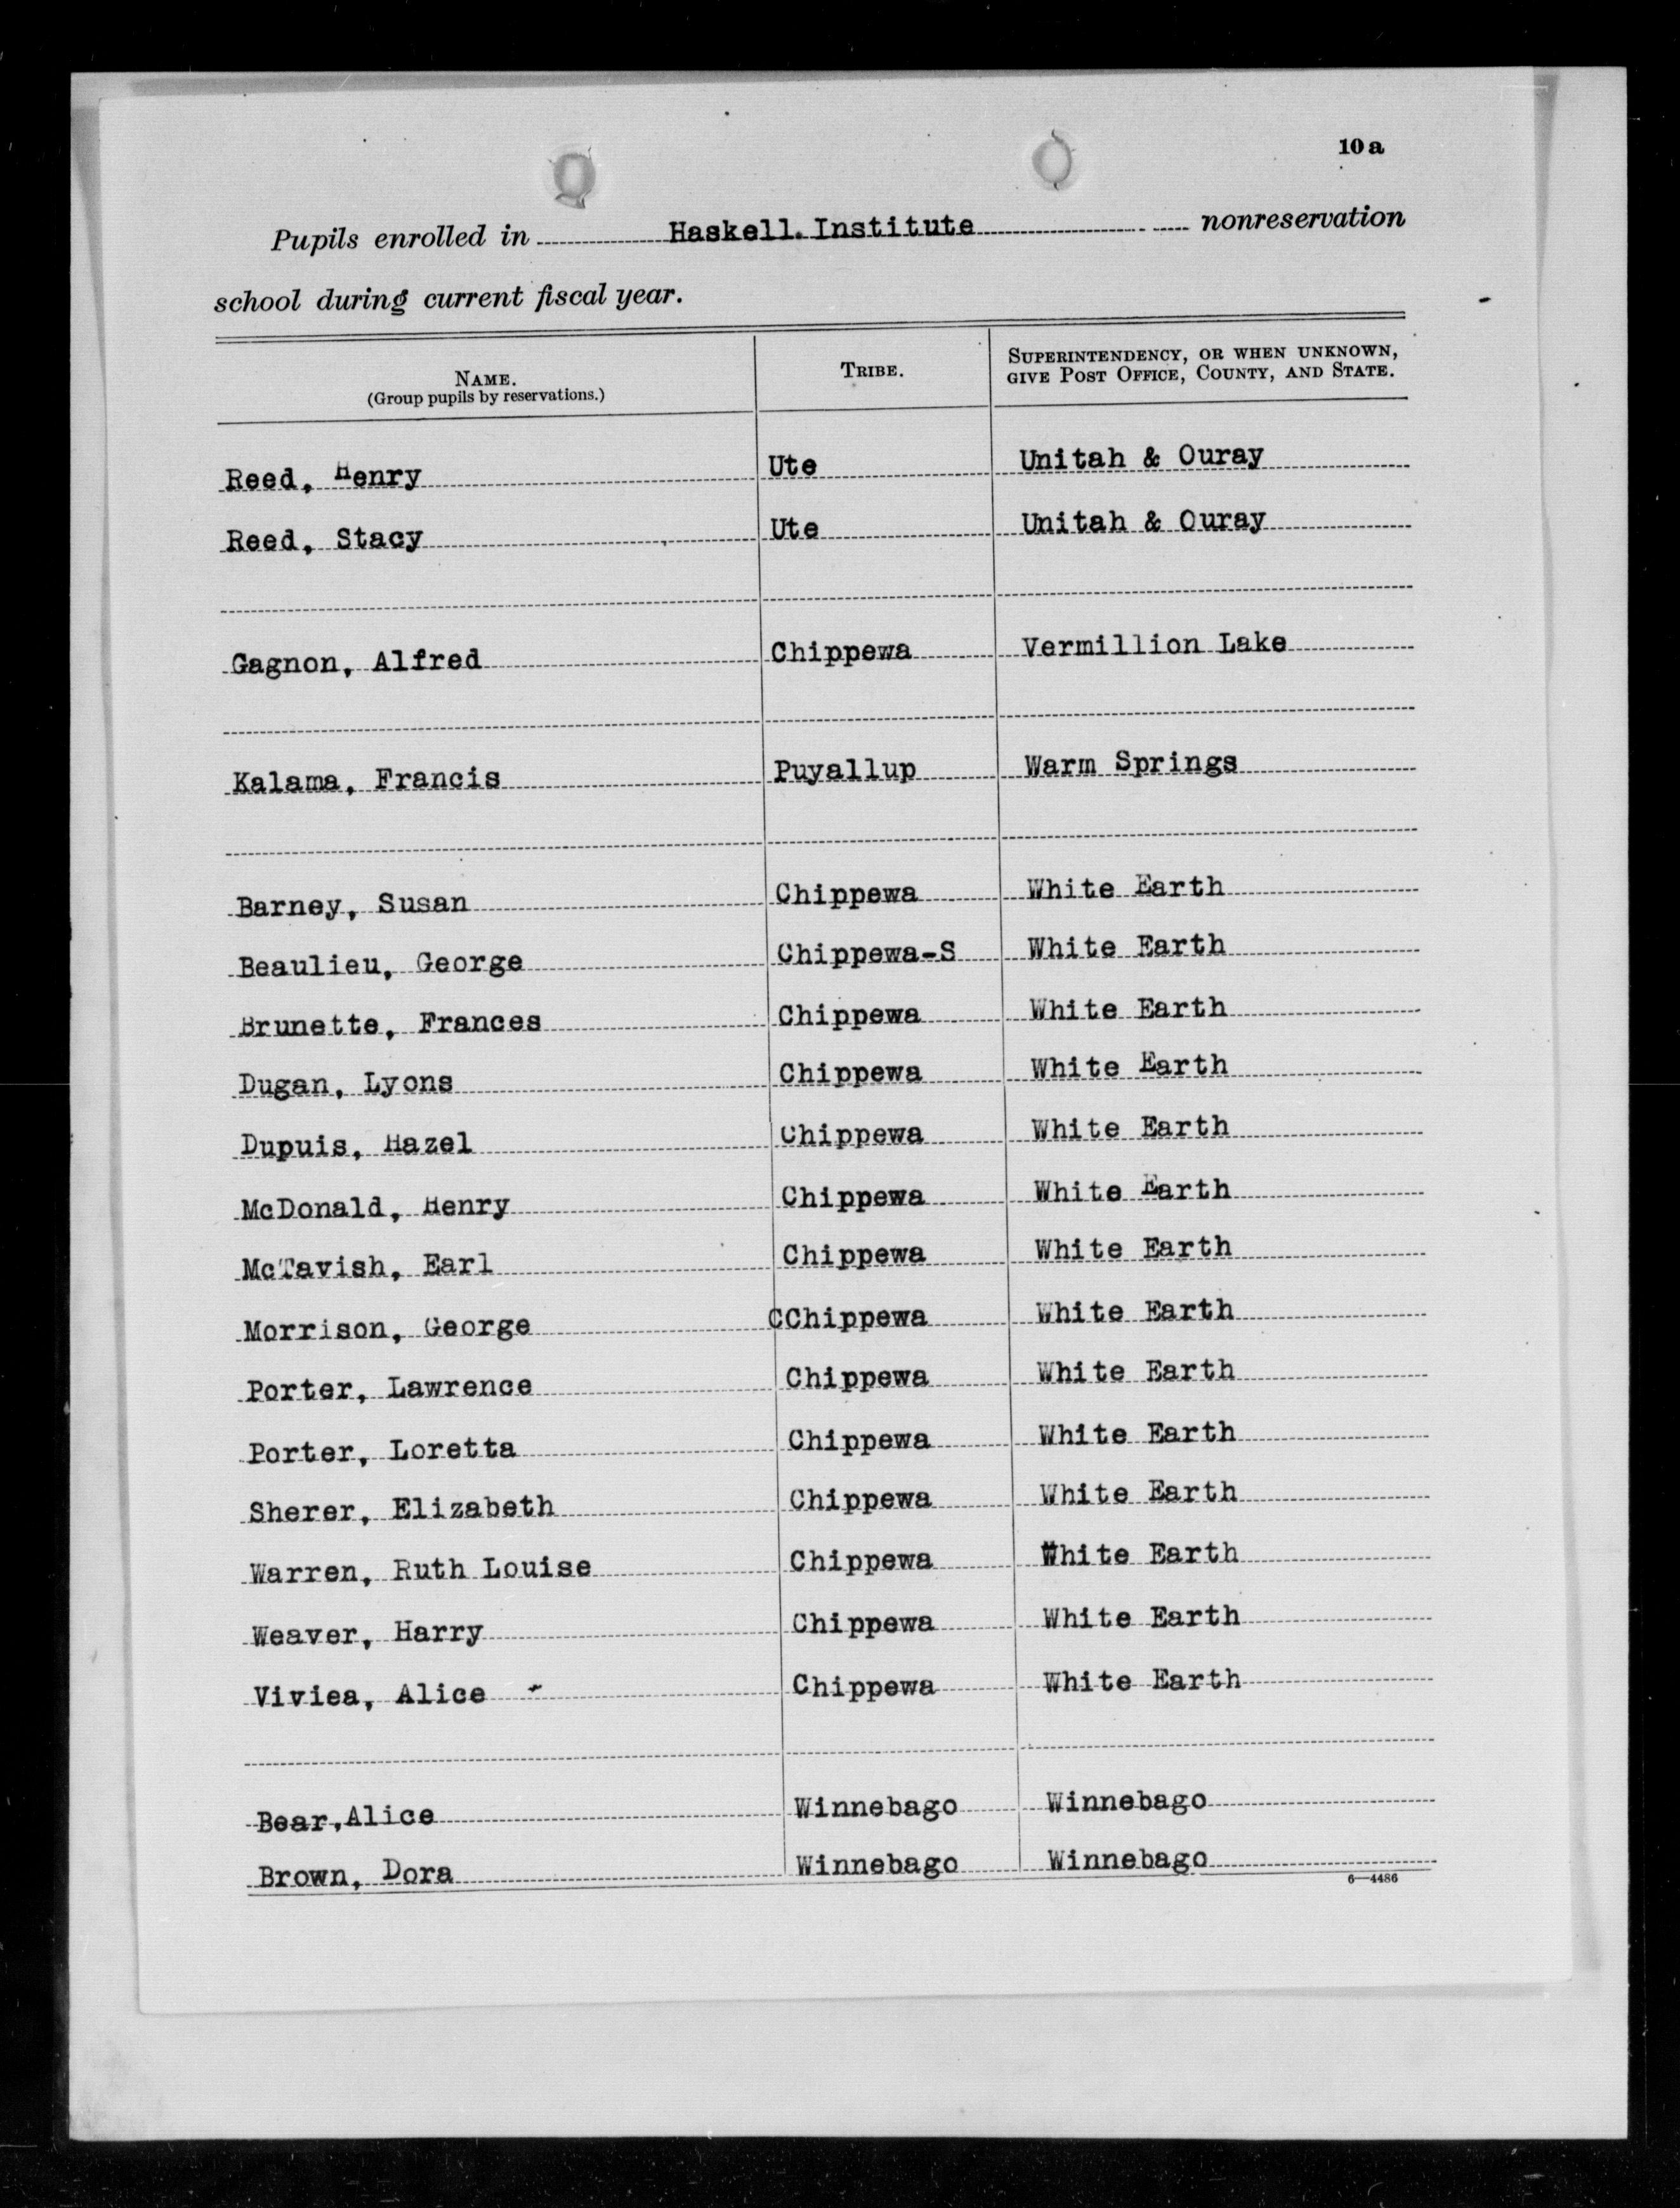 10 a
Pupils enrolled in Haskell Institute nonreservation
school during current fiscal year.
NAME. (Group pupils by reservations.) TRIBE. SUPERINTENDENCY, OR WHEN UNKNOWN, GIVE POST OFFICE, COUNTY, AND STATE.
Reed, Henry Ute Unitah & Ouray
Reed, Stacy Ute Unitah & Ouray
Gagnon, Alfred Chippewa Vermillion Lake
Kalama, Francis Puyallup Warm Springs
Barney, Susan Chippewa White Earth
Beaulieu, George Chippewa-S White Earth
Brunette, Frances Chippewa White Earth
Dugan, Lyons Chippewa White Earth
Dupuis, Hazel Chippewa White Earth
McDonald, Henry Chippewa White Earth
McTavish, Earl Chippewa White Earth
Morrison, George CChippewa White Earth
Porter, Lawrence Chippewa White Earth
Porter, Loretta Chippewa White Earth
Sherer, Elizabeth Chippewa White Earth
Warren, Ruth Louise Chippewa White Earth
Weaver, Harry Chippewa White Earth
Viviea, Alice Chippewa White Earth
Bear,Alice Winnebago Winnebago
Brown, Dora Winnebago Winnebago
6—4486